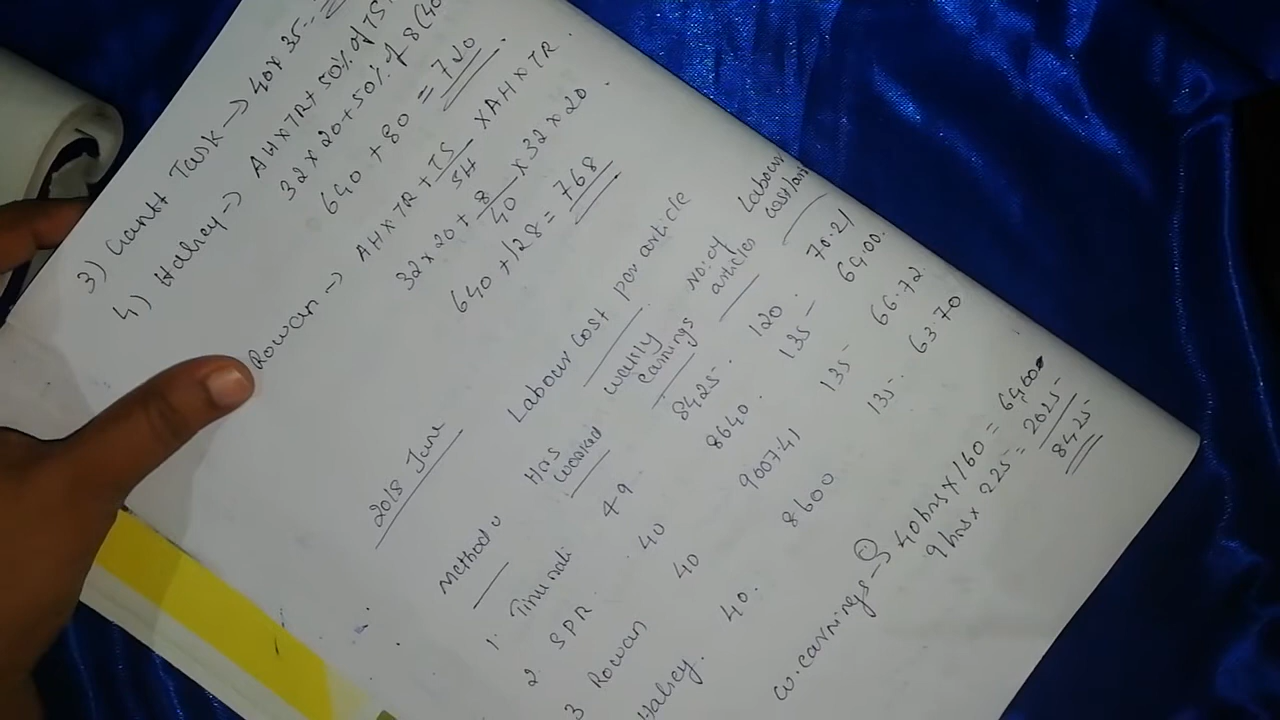 3) Gantt Task → 40 x 35 -
4) Halsey → AH x TR + 50% of TS
32 x 20 + 50% of 8 (40
640 + 80 = 720
Rowan → AH x TR + TS/SH x AH x TR.
32 x 20 + 8/40 x 32 x 20.
640 + 128 = 768
2018 June
Labour cost per article
Method Hrs worked weekly earnings No: of articles Labour cost/
1. 49 8425 120. 70.21
2 SPR. 40 8640. 135 64.00.
3 Rowan 40 9007.41 135 66.72
Halsey. 40. 8600 135. 63.70
w. earnings - 40 hrs x 160 = 6400
9 hrs x 225 = 2025
8425